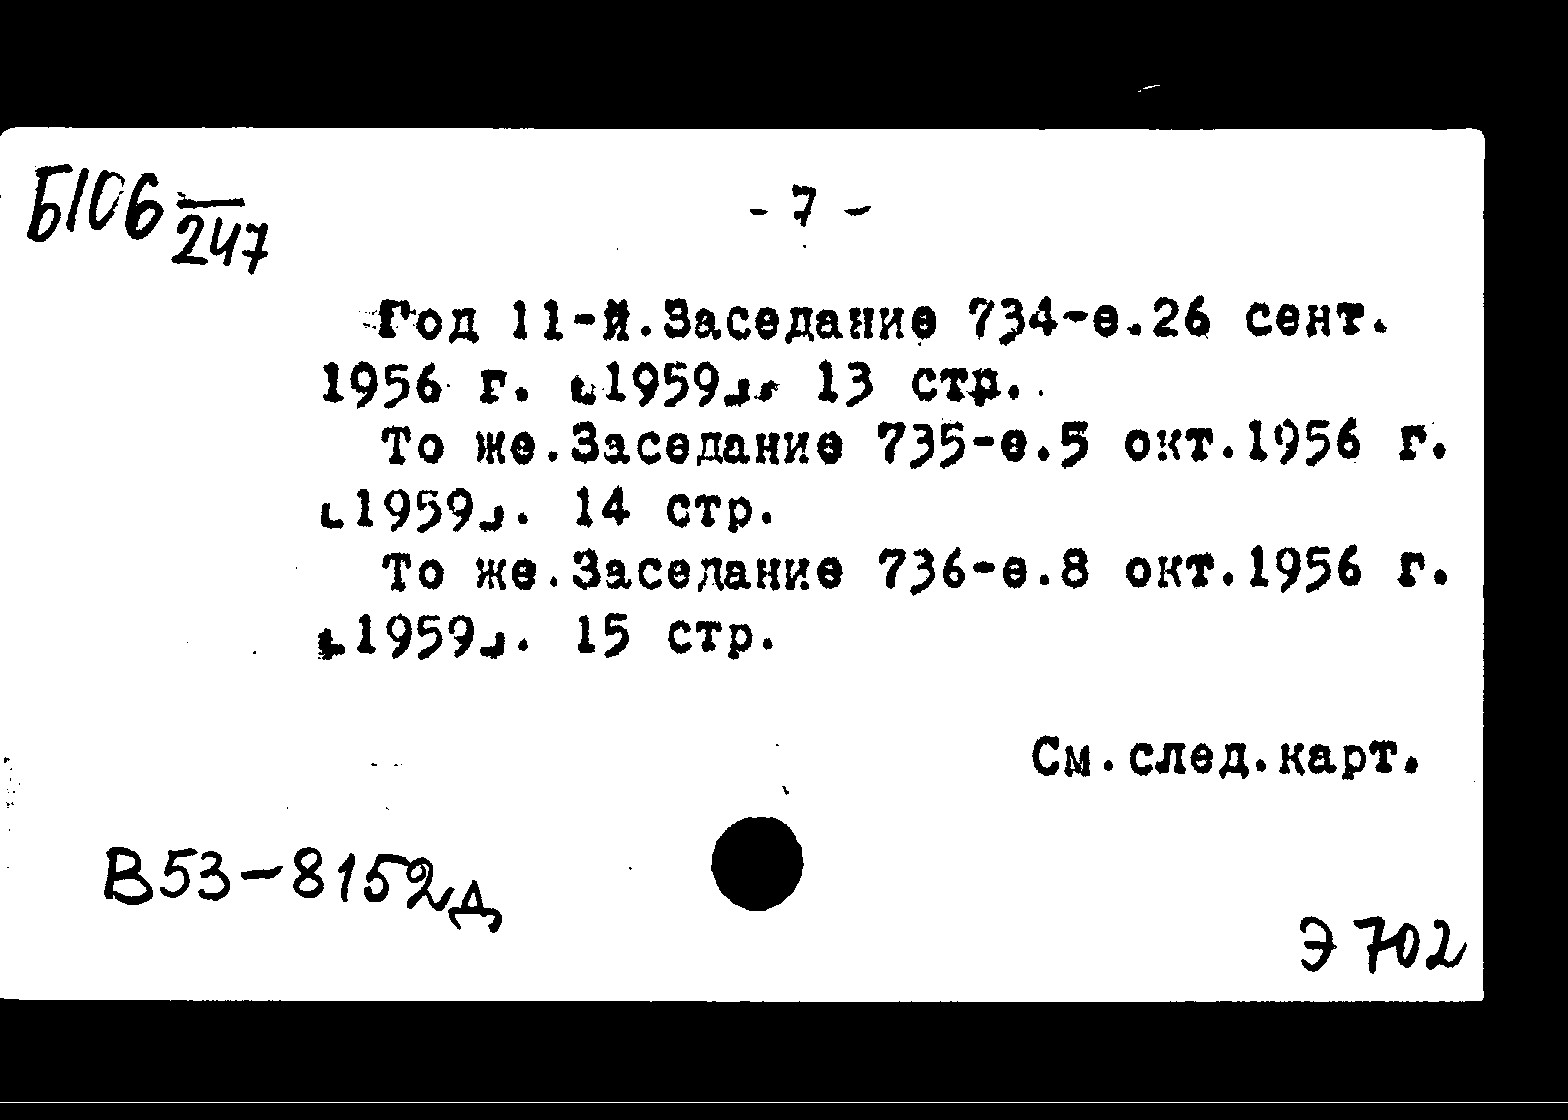 Б106
247
- 7 -
Год 11-й.Заседание 734-е.26 сент.
1956 г. [1959]. 13 стр.
То же.Заседание 735-е.5 окт.1956 г.
[1959]. 14 стр.
То же.Заседание 736-е.8 окт.1956 г.
[1959]. 15 стр.
См.след.карт.
В53-8152д
Э 702